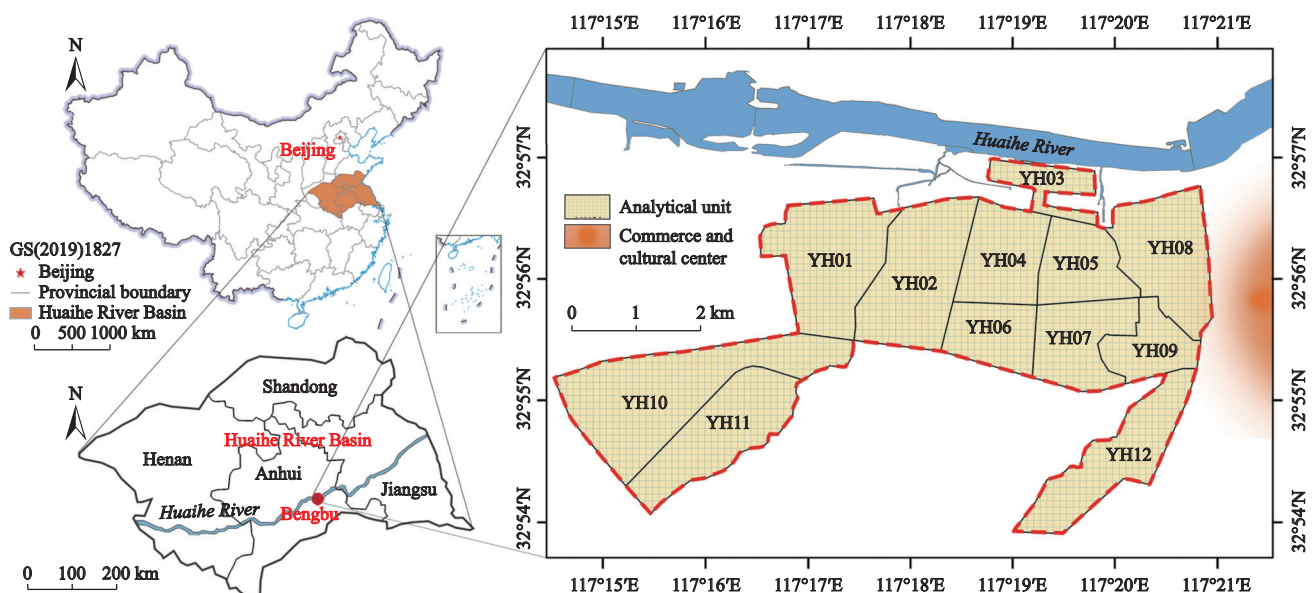 N
Beijing
GS(2019)1827
Beijing
Provincial boundary
Huaihe River Basin
0 500 1000 km
N
Shandong
Huaihe River Basin
Henan
Anhui
Jiangsu
Huaihe River
Bengbu
0 100 200 km
117°15′E 117°16′E 117°17′E 117°18′E 117°19′E 117°20′E 117°21′E
32°57′N
32°56′N
32°55′N
32°54′N
Huaihe River
YH03
Analytical unit
Commerce and
cultural center
0 1 2 km
YH01
YH02
YH04
YH05
YH08
YH06
YH07
YH09
YH10
YH11
YH12
32°57′N
32°56′N
32°55′N
32°54′N
117°15′E 117°16′E 117°17′E 117°18′E 117°19′E 117°20′E 117°21′E